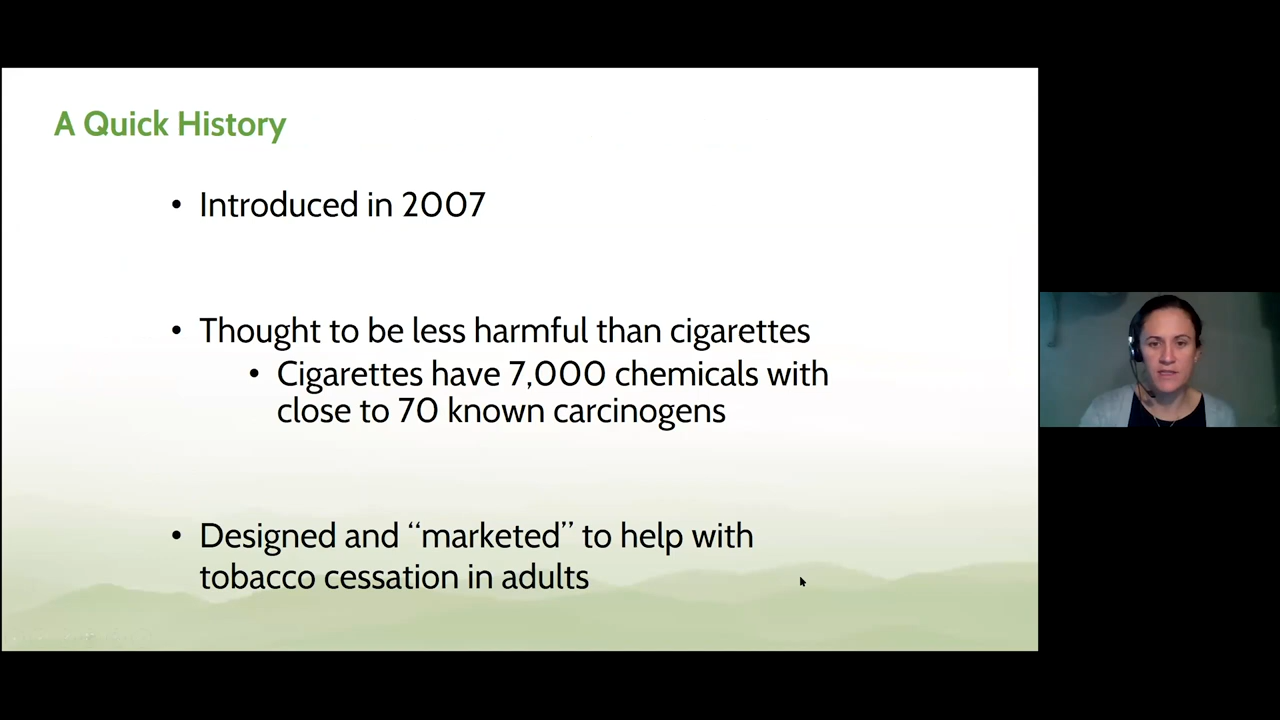 A Quick History
• Introduced in 2007
• Thought to be less harmful than cigarettes
• Cigarettes have 7,000 chemicals with
close to 70 known carcinogens
• Designed and “marketed” to help with
tobacco cessation in adults